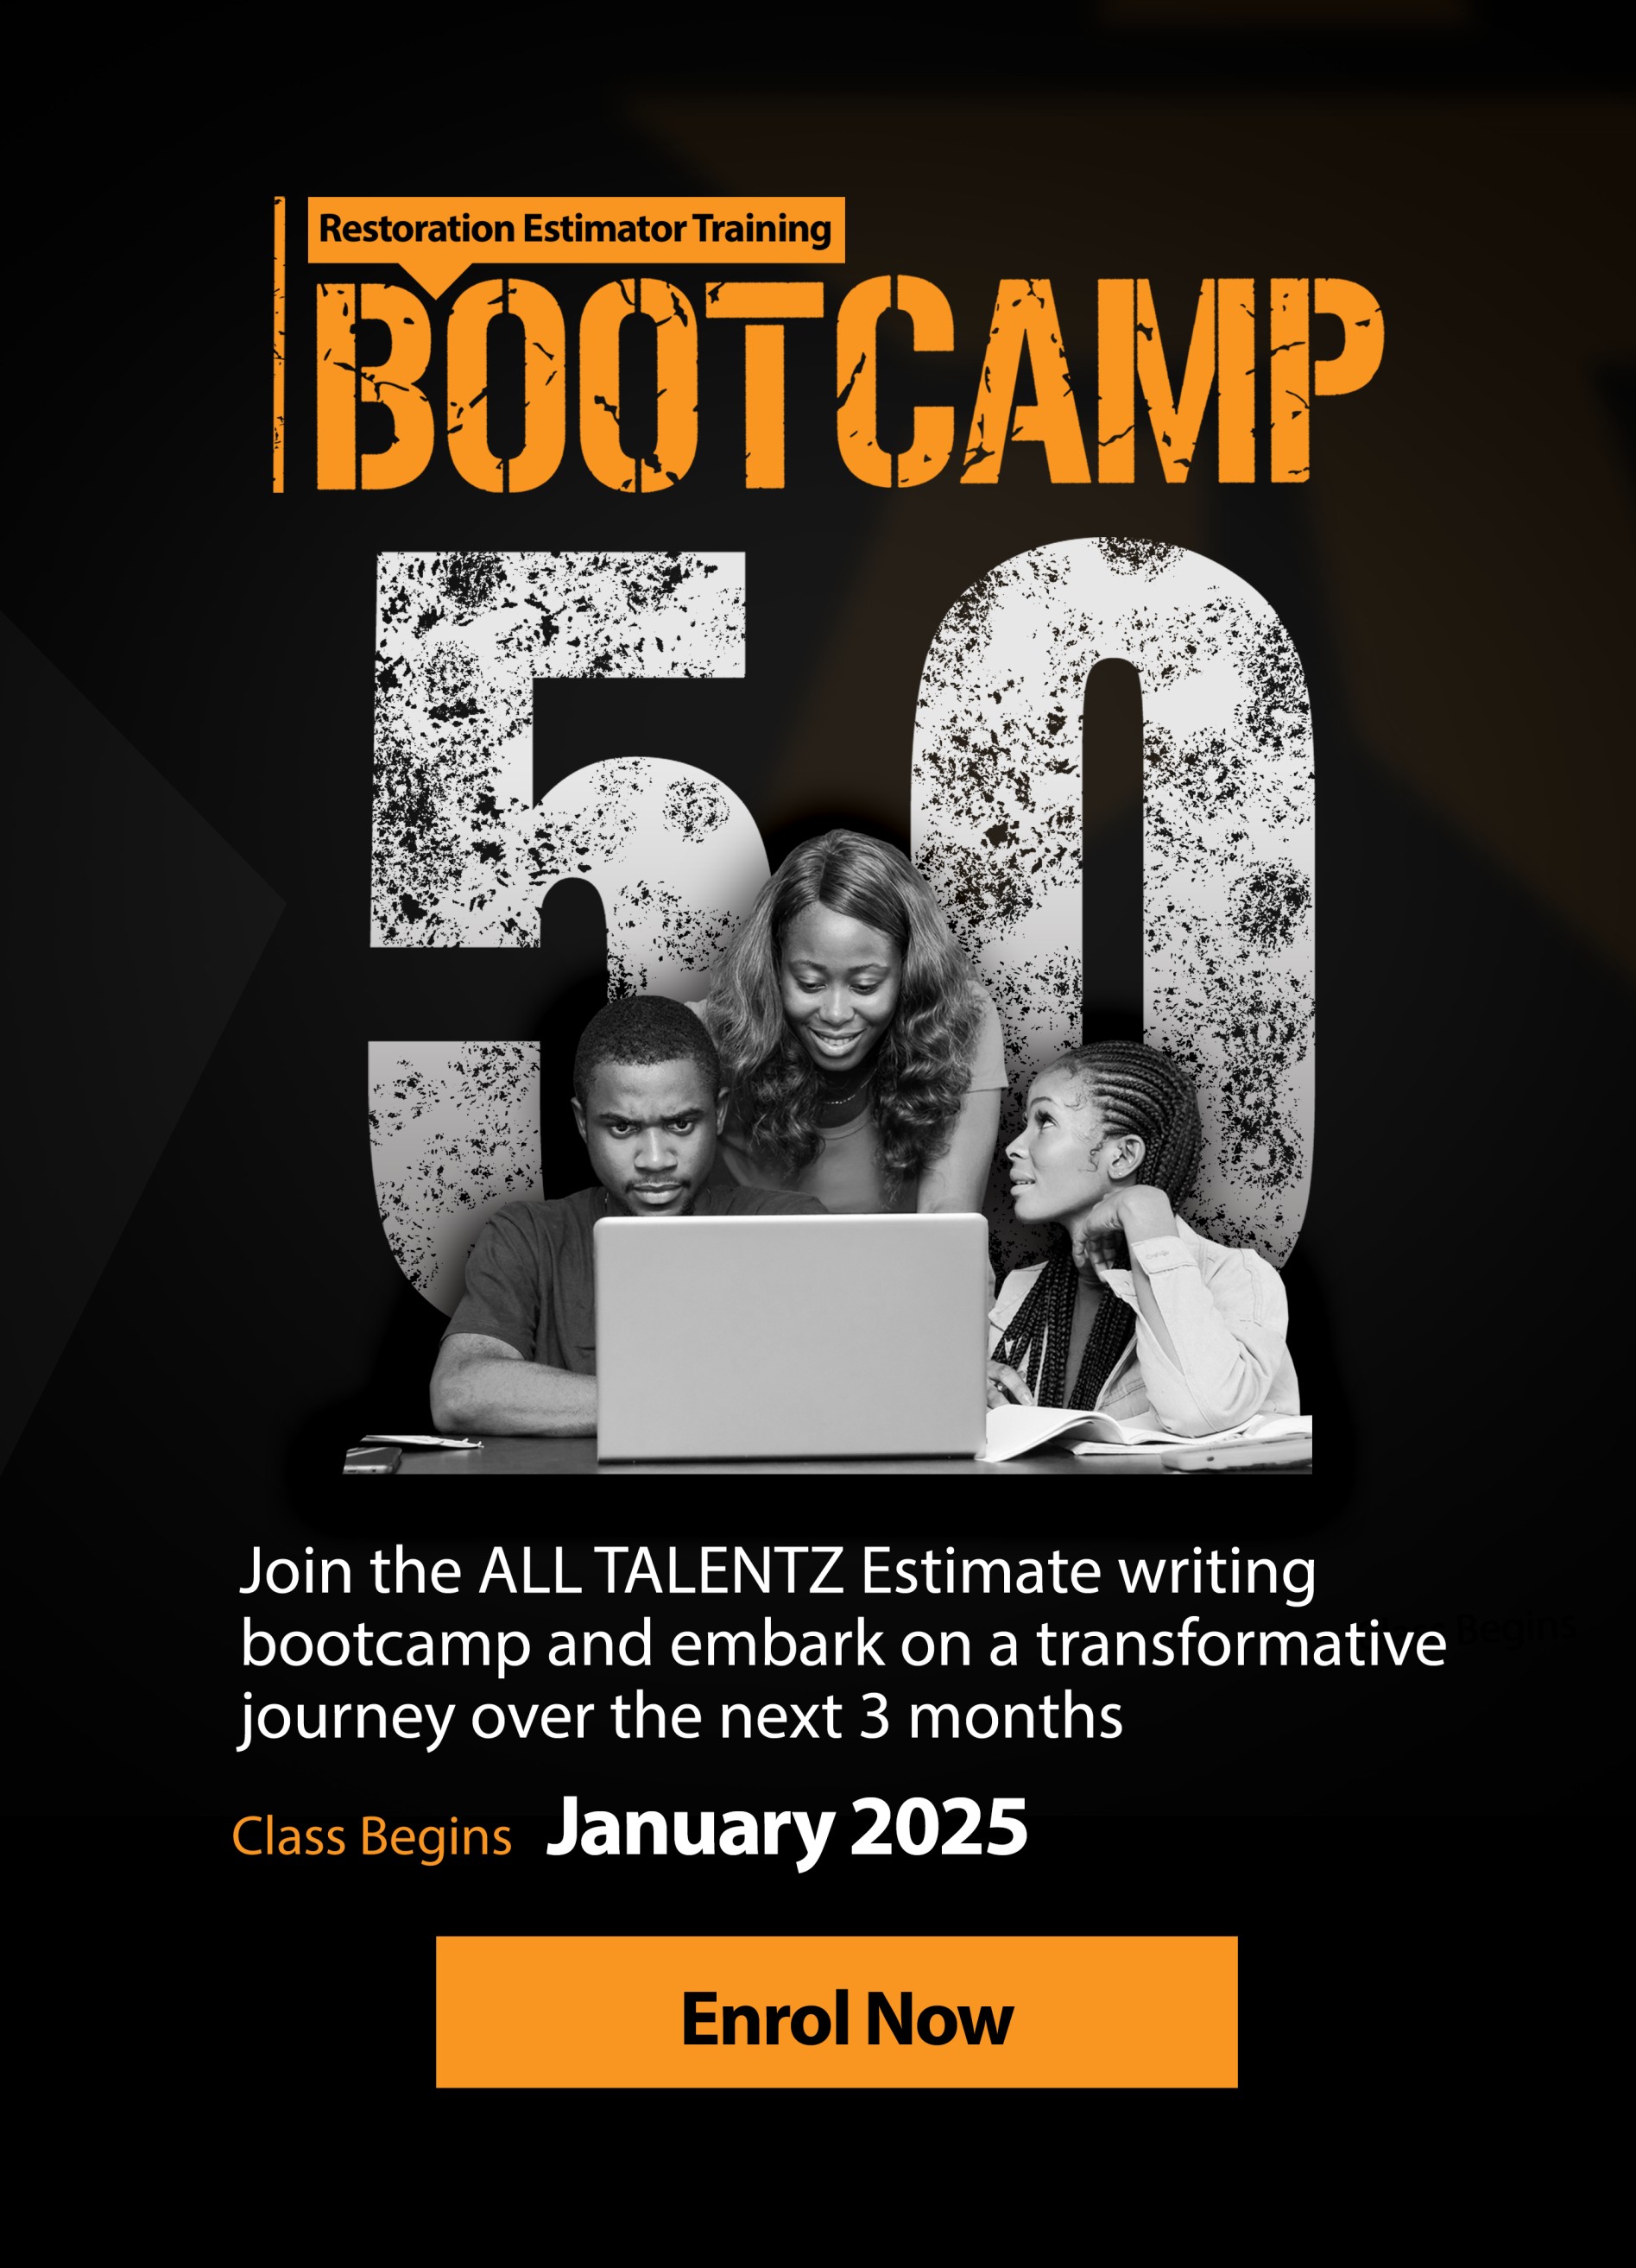 Restoration Estimator Training
BOOTCAMP
50
Join the ALL TALENTZ Estimate writing
bootcamp and embark on a transformative
Begins
journey over the next 3 months
Class Begins January 2025
Enrol Now